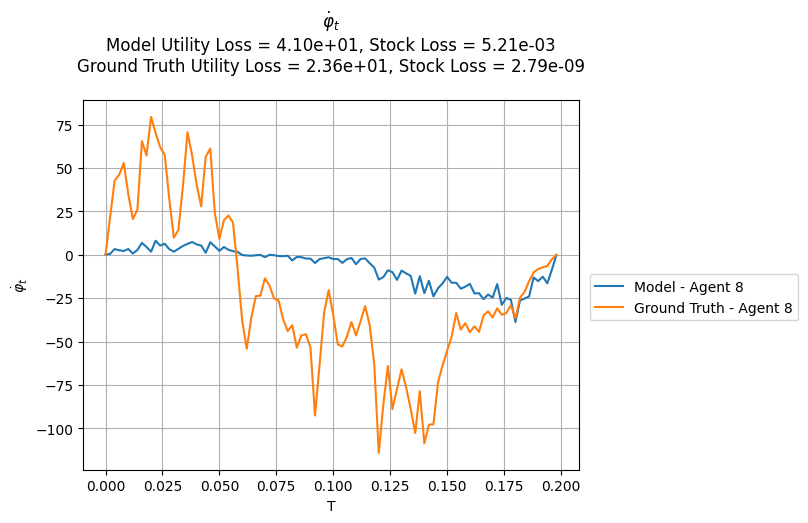 φ̇ₜ
Model Utility Loss = 4.10e+01, Stock Loss = 5.21e-03
Ground Truth Utility Loss = 2.36e+01, Stock Loss = 2.79e-09
75
50
25
0
−25
−50
−75
−100
φ̇ₜ
0.000 0.025 0.050 0.075 0.100 0.125 0.150 0.175 0.200
T
Model - Agent 8
Ground Truth - Agent 8